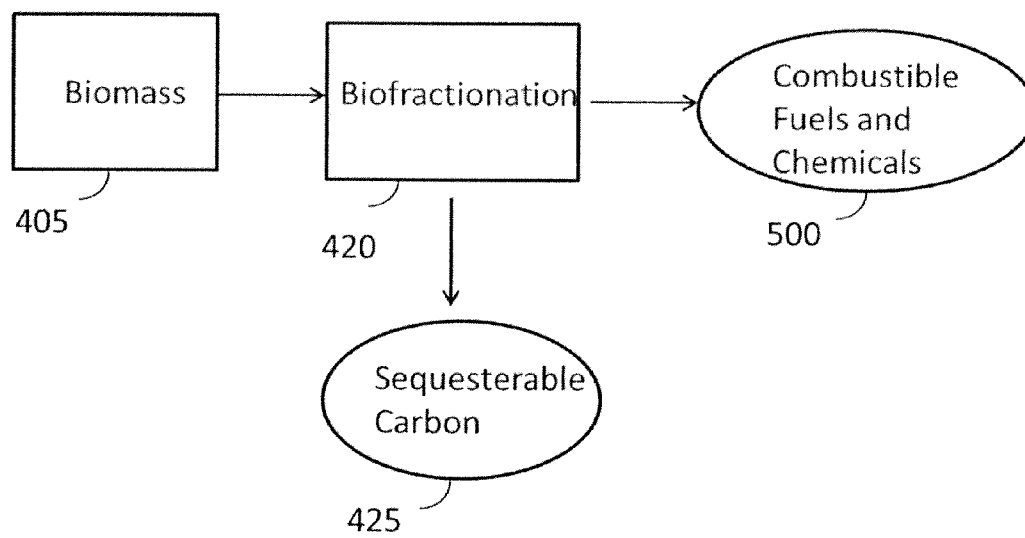 Biomass
Biofractionation
Combustible
Fuels and
Chemicals
405
420
500
Sequesterable
Carbon
425